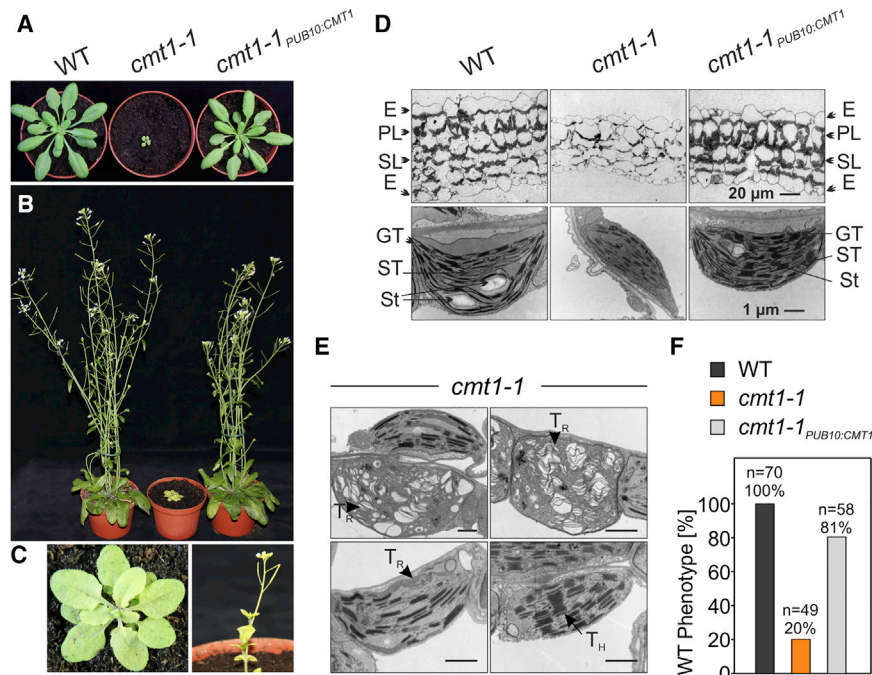 A
WT
cmt1-1
cmt1-1PUB10:CMT1
B
C
D
WT
cmt1-1
cmt1-1PUB10:CMT1
E
PL
SL
E
E
PL
SL
E
20 µm
GT
ST
St
GT
ST
St
1 µm
E
cmt1-1
TR
TR
TR
TH
F
WT
cmt1-1
cmt1-1PUB10:CMT1
WT Phenotype [%]
100
80
60
40
20
0
n=70
100%
n=49
20%
n=58
81%